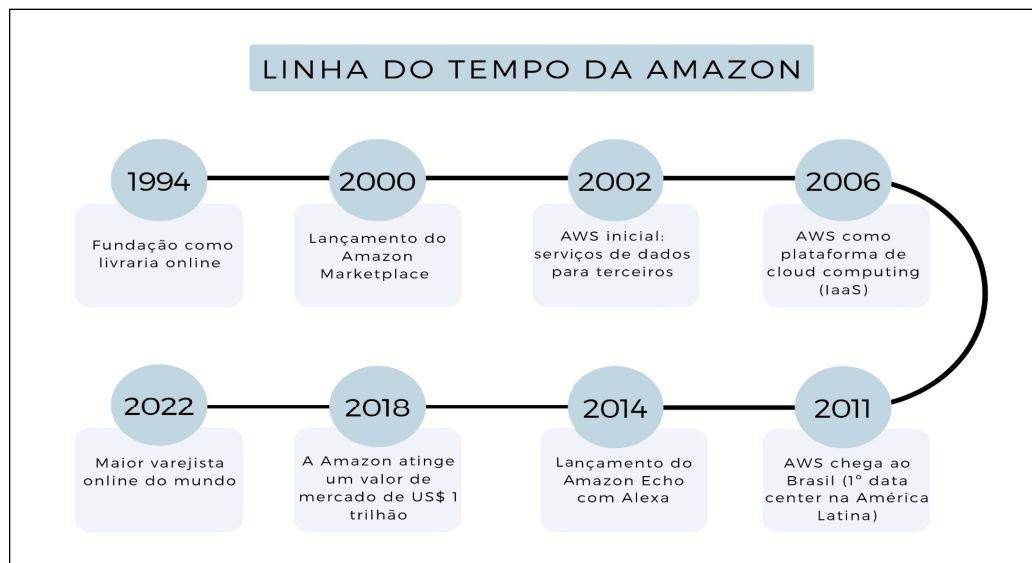 LINHA DO TEMPO DA AMAZON
1994
Fundação como
livraria online
2000
Lançamento do
Amazon
Marketplace
2002
AWS inicial:
serviços de dados
para terceiros
2006
AWS como
plataforma de
cloud computing
(IaaS)
2011
AWS chega ao
Brasil (1º data
center na América
Latina)
2014
Lançamento do
Amazon Echo
com Alexa
2018
A Amazon atinge
um valor de
mercado de US$ 1
trilhão
2022
Maior varejista
online do mundo